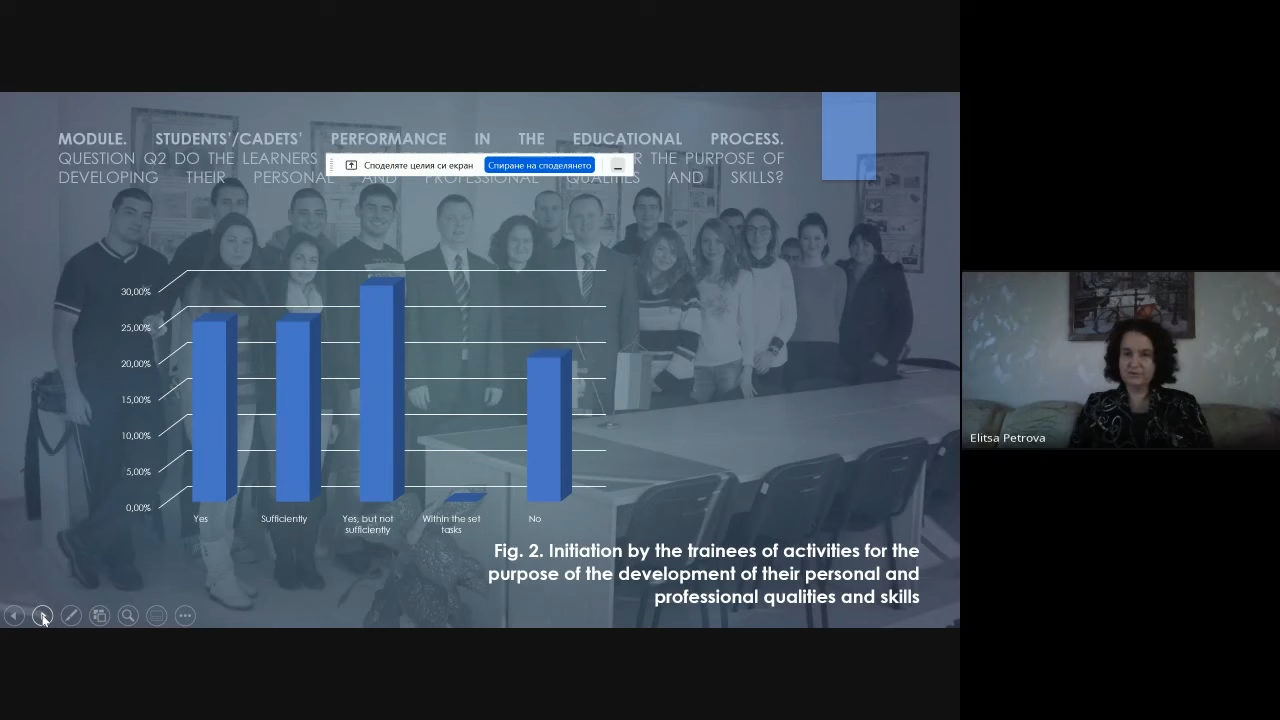 MODULE. STUDENTS’/CADETS’ PERFORMANCE IN THE EDUCATIONAL PROCESS.
QUESTION Q2 DO THE LEARNERS
THE PURPOSE OF
Споделяте целия си екран
Спиране на споделянето
DEVELOPING THEIR PERSONAL AND PROFESSIONAL QUALITIES AND SKILLS?
30,00%
25,00%
20,00%
15,00%
10,00%
5,00%
0,00%
Yes
Sufficiently
Yes, but not
sufficiently
Within the set
tasks
No
Fig. 2. Initiation by the trainees of activities for the
purpose of the development of their personal and
professional qualities and skills
Elitsa Petrova